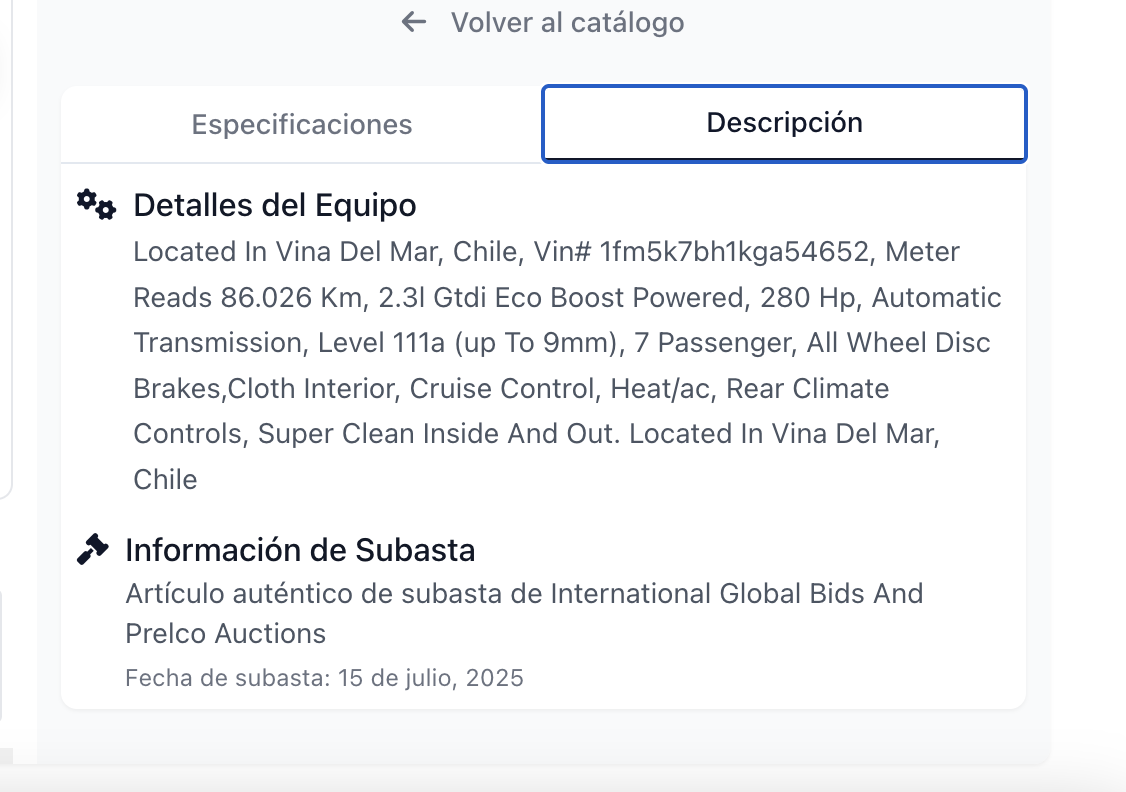 ← Volver al catálogo
Especificaciones
Descripción
Detalles del Equipo
Located In Vina Del Mar, Chile, Vin# 1fm5k7bh1kga54652, Meter
Reads 86.026 Km, 2.3l Gtdi Eco Boost Powered, 280 Hp, Automatic
Transmission, Level 111a (up To 9mm), 7 Passenger, All Wheel Disc
Brakes,Cloth Interior, Cruise Control, Heat/ac, Rear Climate
Controls, Super Clean Inside And Out. Located In Vina Del Mar,
Chile
Información de Subasta
Artículo auténtico de subasta de International Global Bids And
Prelco Auctions
Fecha de subasta: 15 de julio, 2025